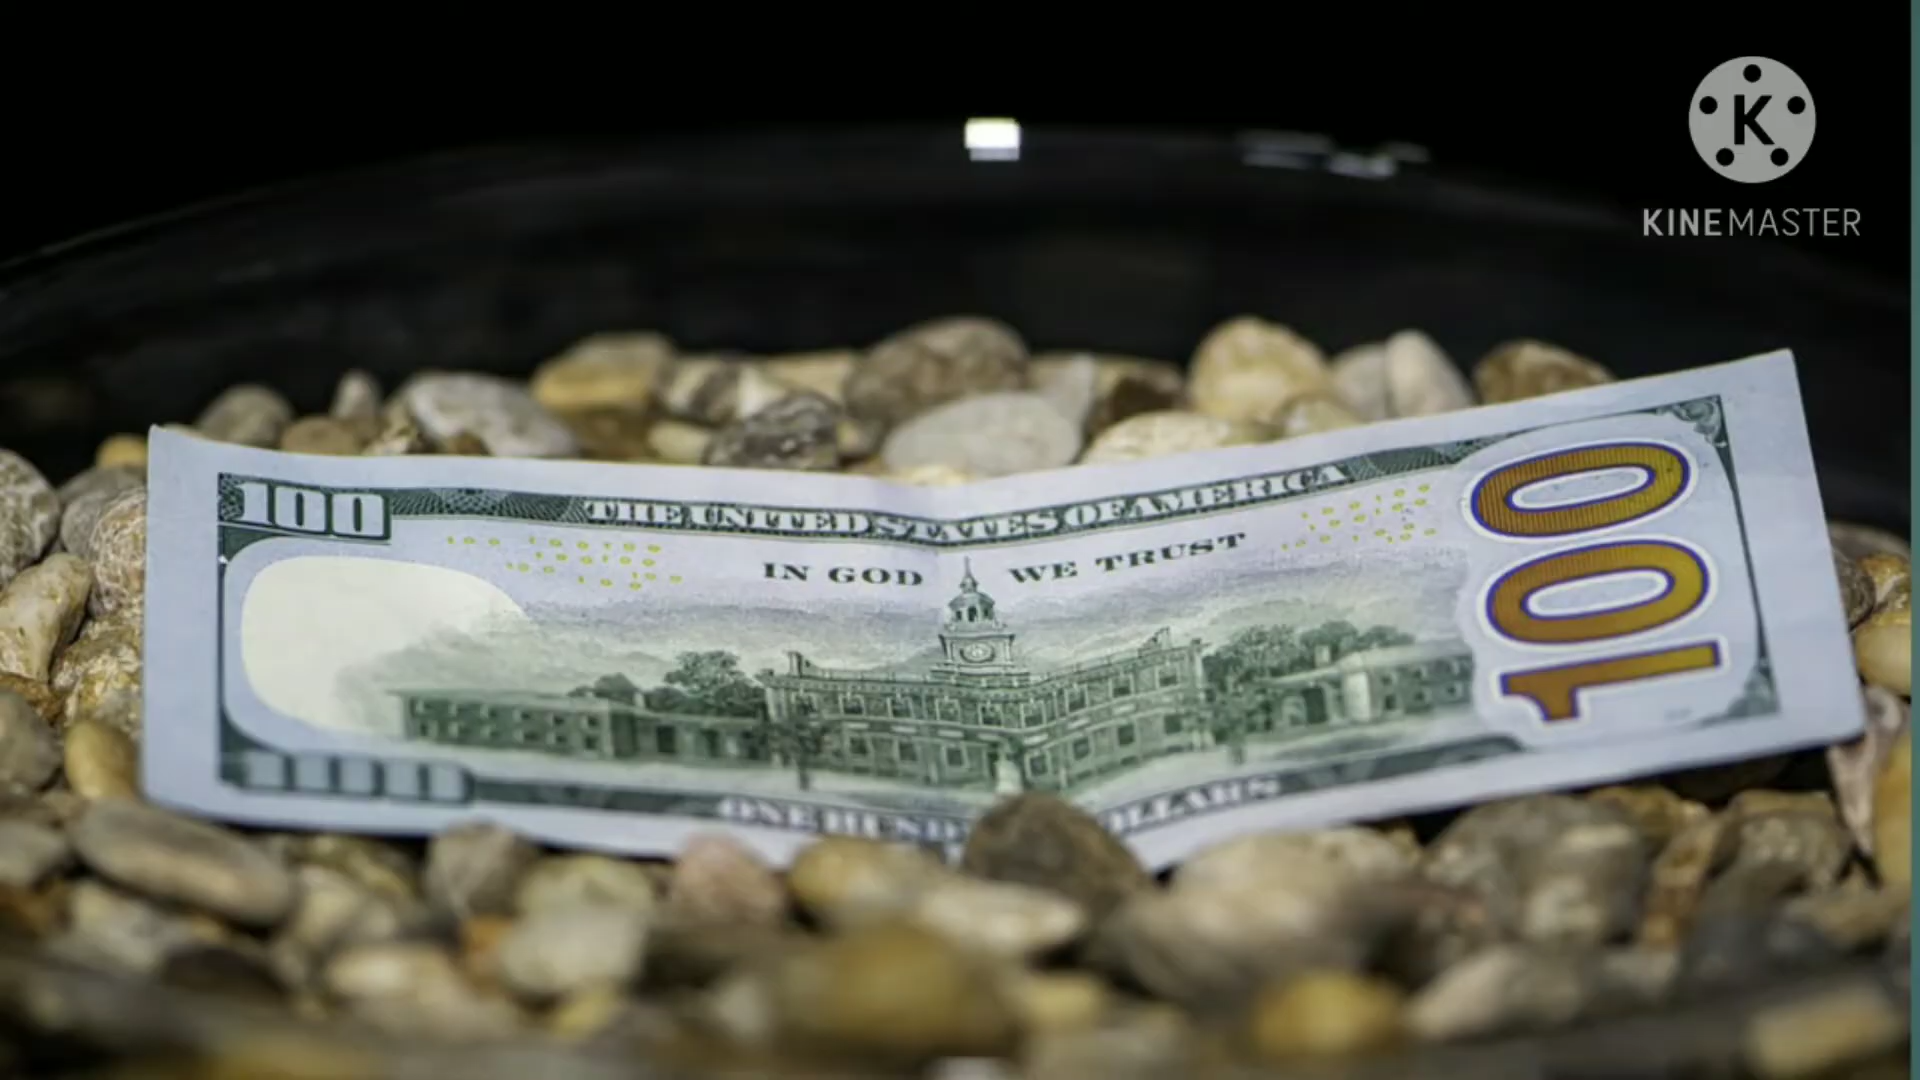 K
KINEMASTER
100
THE UNITED STATES OF AMERICA
IN GOD WE TRUST
100
100